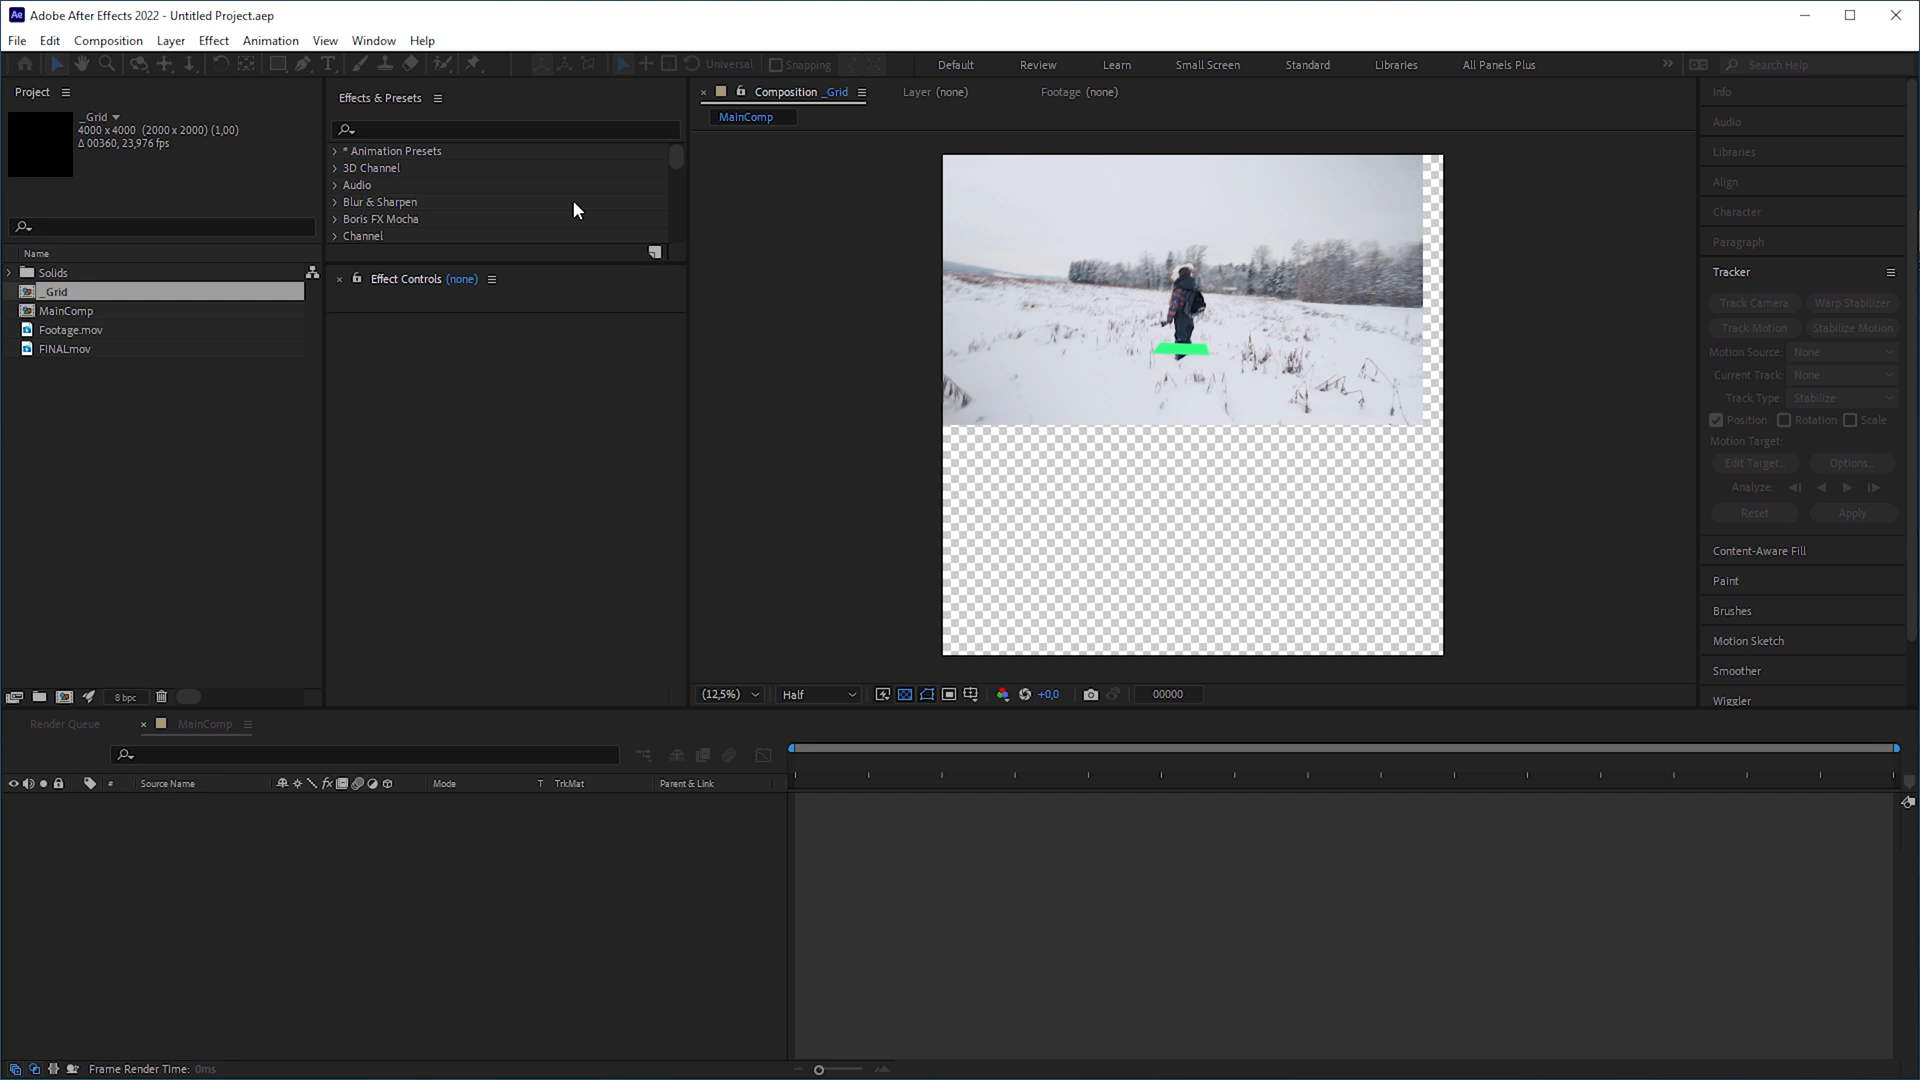 Adobe After Effects 2022 - Untitled Project.aep
File Edit Composition Layer Effect Animation View Window Help
Universal Snapping Default Review Learn Small Screen Standard Libraries All Panels Plus Search Help
Project
_Grid
4000 x 4000 (2000 x 2000) (1,00)
Δ 00360, 23,976 fps
Name
Solids
_Grid
MainComp
Footage.mov
FINALmov
8 bpc
Effects & Presets
* Animation Presets
3D Channel
Audio
Blur & Sharpen
Boris FX Mocha
Channel
Effect Controls (none)
Composition _Grid
Layer (none)
Footage (none)
MainComp
(12,5%)
Half
+0,0
00000
Info
Audio
Libraries
Align
Character
Paragraph
Tracker
Track Camera Warp Stabilizer
Track Motion Stabilize Motion
Motion Source: None
Current Track: None
Track Type: Stabilize
Position Rotation Scale
Motion Target:
Edit Target... Options...
Analyze:
Reset Apply
Content-Aware Fill
Paint
Brushes
Motion Sketch
Smoother
Wiggler
Render Queue
MainComp
# Source Name fx Mode T TrkMat Parent & Link
Frame Render Time: 0ms